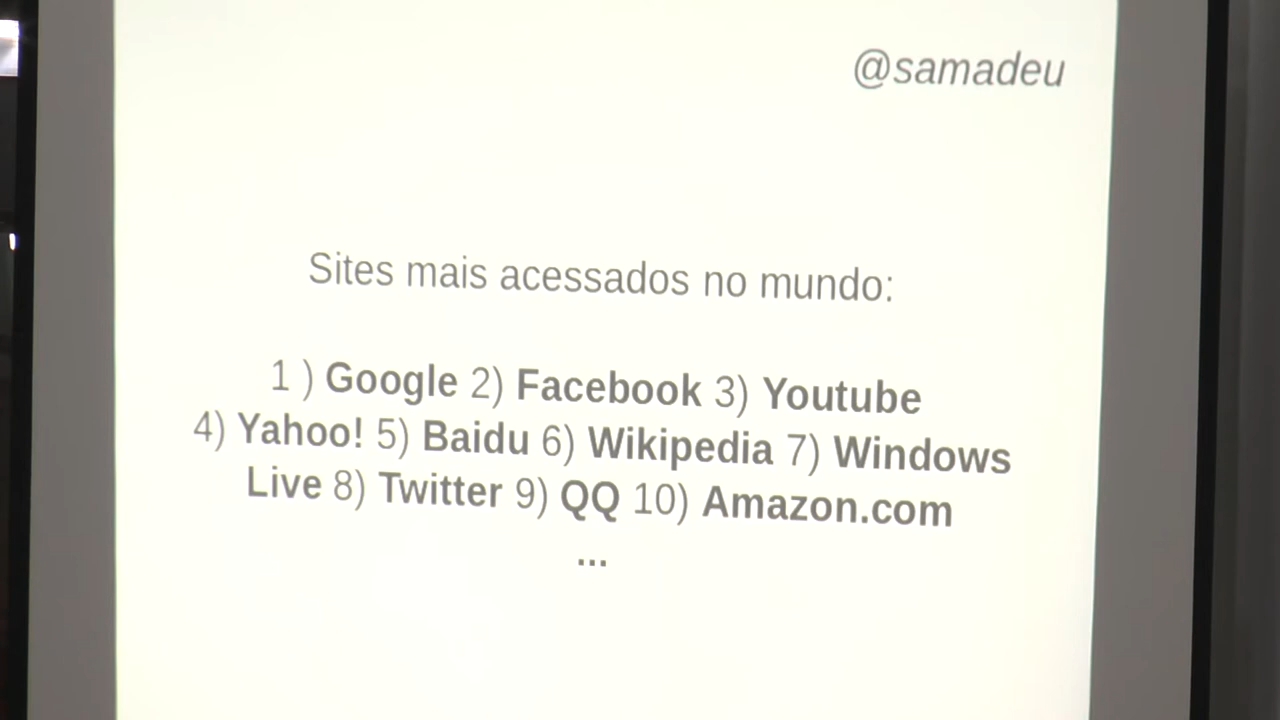 @samadeu
Sites mais acessados no mundo:
1 ) Google 2) Facebook 3) Youtube
4) Yahoo! 5) Baidu 6) Wikipedia 7) Windows
Live 8) Twitter 9) QQ 10) Amazon.com
...